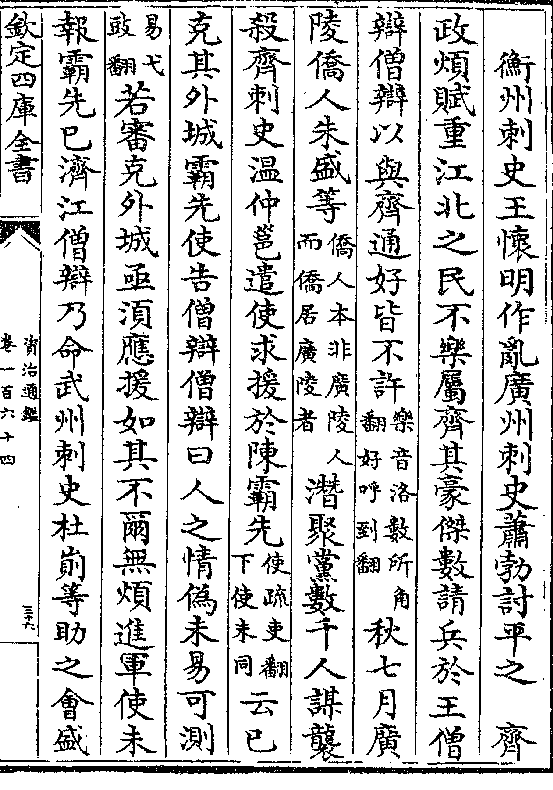 衡州刺史王懷明作亂廣州刺史蕭勃討平之　齊
政煩賦重江北之民不樂屬齊其豪傑數請兵於王僧
辯僧辯以與齊通好皆不許樂音洛數所角翻好呼到翻秋七月廣
陵僑人朱盛等僑人本非廣陵人而僑居廣陵者潛聚黨數千人謀襲
殺齊刺史温仲邕遣使求援於陳霸先使疏吏翻下使未同云已
克其外城霸先使告僧辯僧辯曰人之情偽未易可測
易弋豉翻若審克外城亟須應援如其不爾無煩進軍使未
報霸先已濟江僧辯乃命武州刺史杜崱等助之會盛
欽定四庫全書
資治通鑑
卷一百六十四
三六